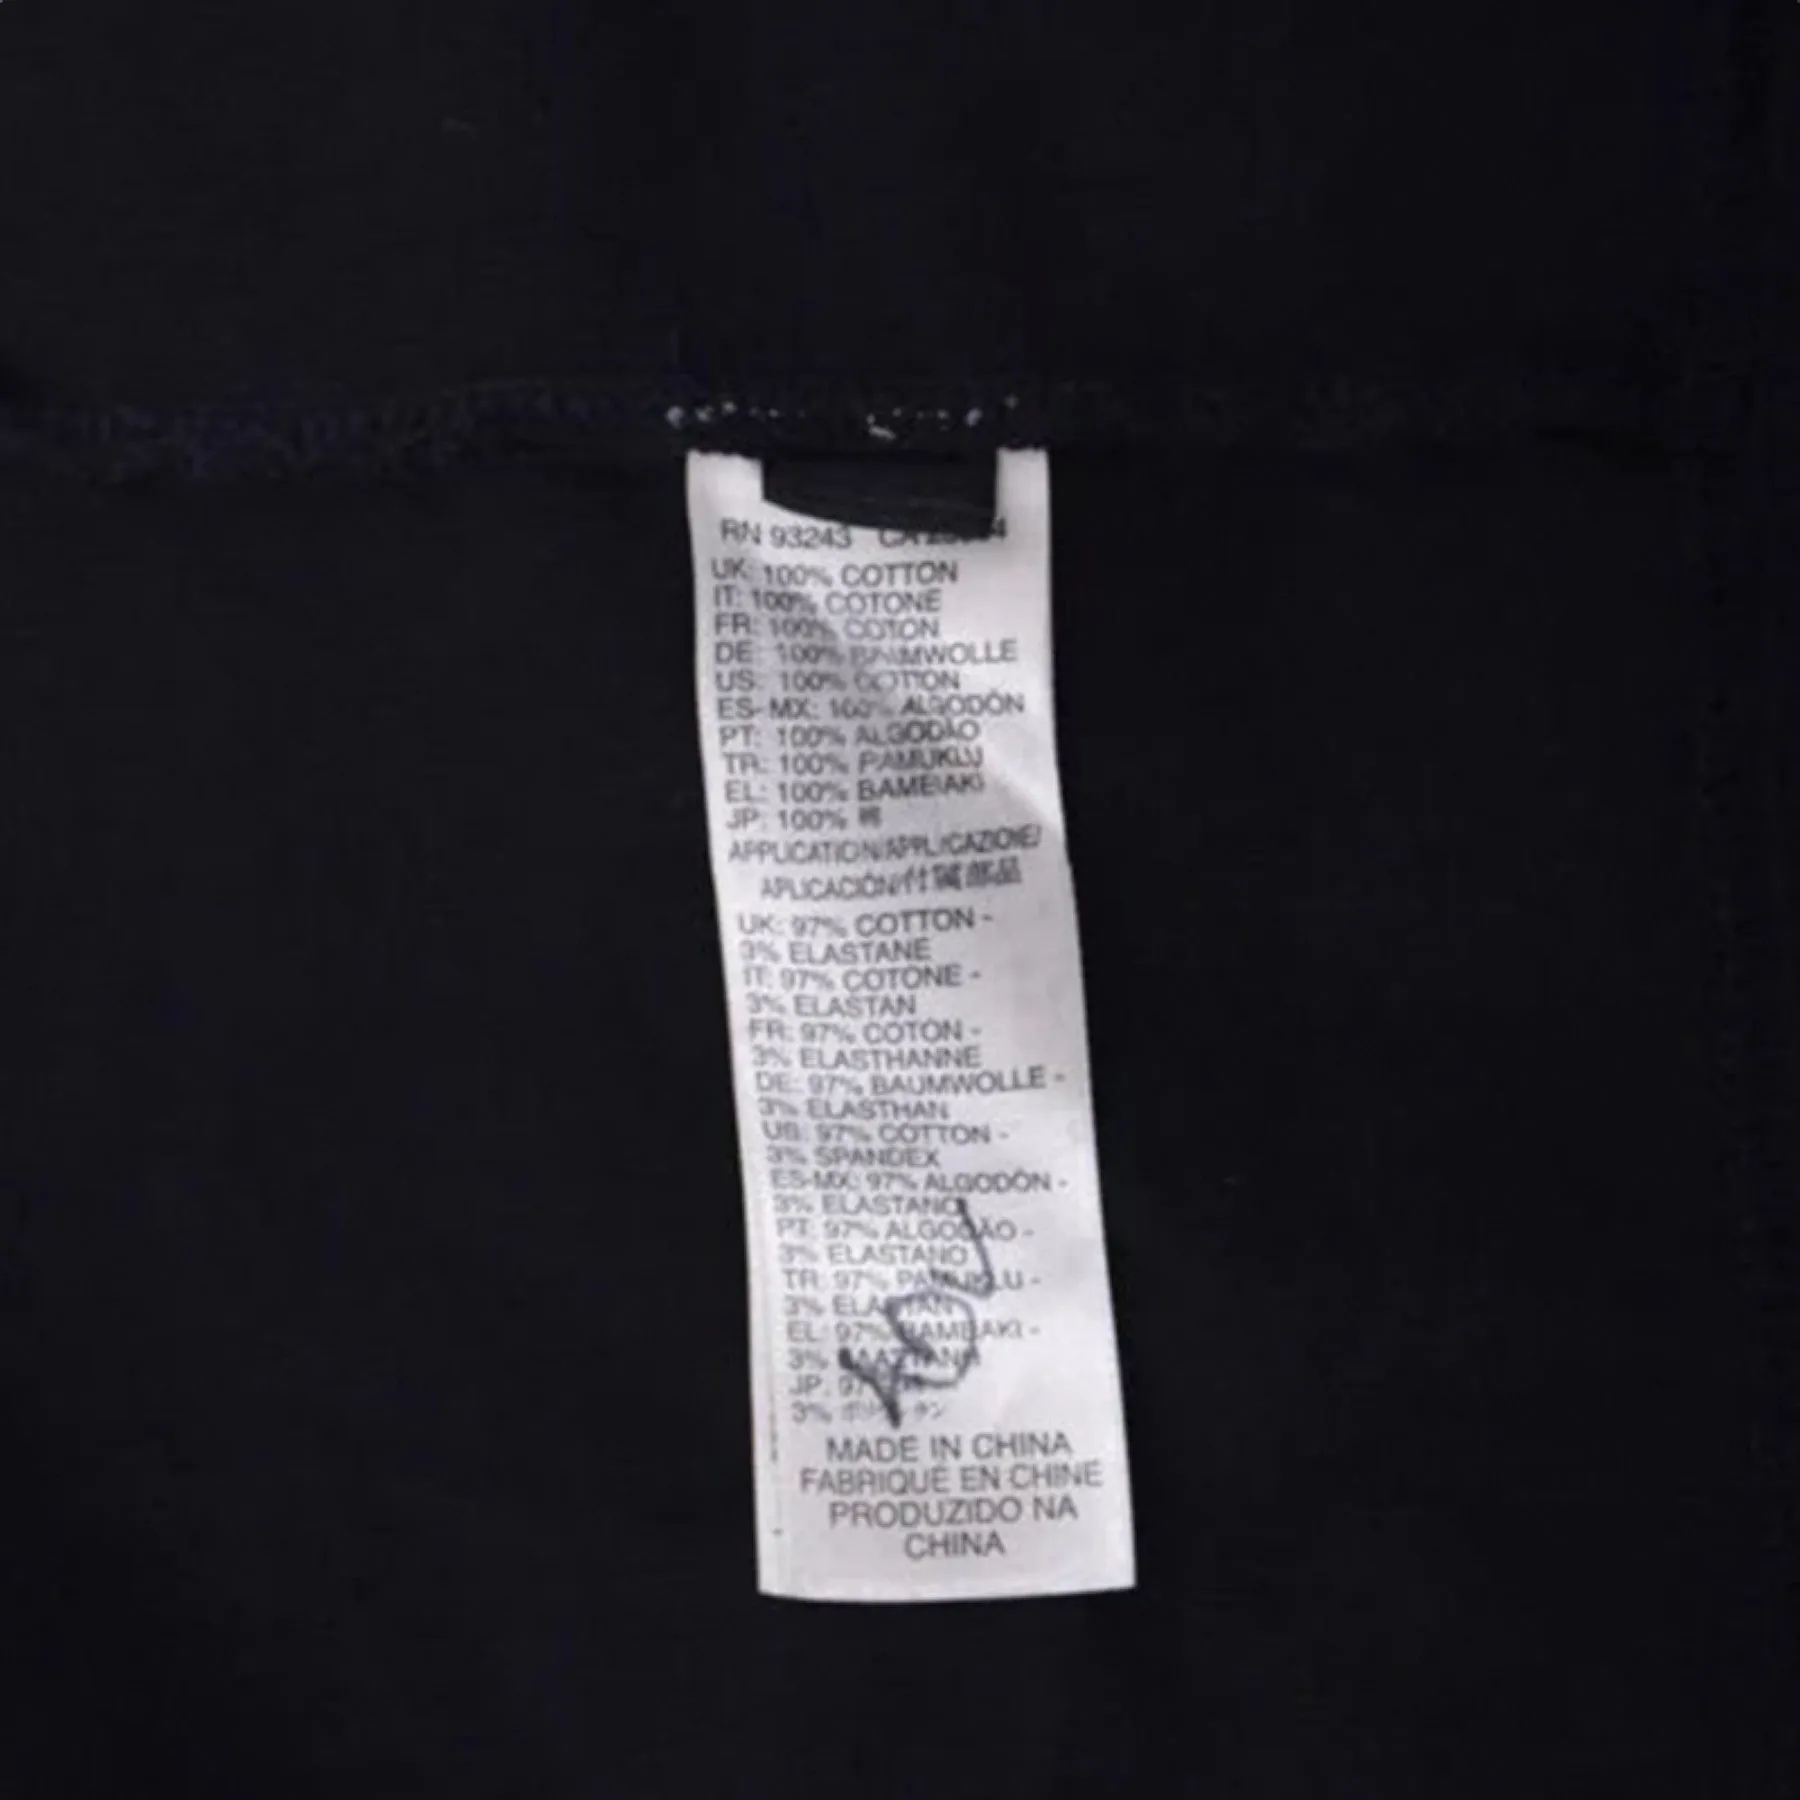 RN 93243
UK: 100% COTTON
IT: 100% COTONE
FR: 100% COTON
DE: 100% BAUMWOLLE
US: 100% COTTON
ES-MX: 100% ALGODÓN
PT: 100% ALGODÃO
TR: 100% PAMUKLU
EL: 100% BAMBAKI
JP: 100% 綿
APPLICATION/APPLICAZIONE/
APLICACIÓN/付属部品
UK: 97% COTTON -
3% ELASTANE
IT: 97% COTONE -
3% ELASTAN
FR: 97% COTON -
3% ELASTHANNE
DE: 97% BAUMWOLLE -
3% ELASTHAN
US: 97% COTTON -
3% SPANDEX
ES-MX: 97% ALGODÓN -
3% ELASTANO
PT: 97% ALGODÃO -
3% ELASTANO
TR: 97% PAMUKLU -
3% ELASTAN
EL: 97% BAMBAKI -
3%
JP: 97%
3%
MADE IN CHINA
FABRIQUÉ EN CHINE
PRODUZIDO NA
CHINA